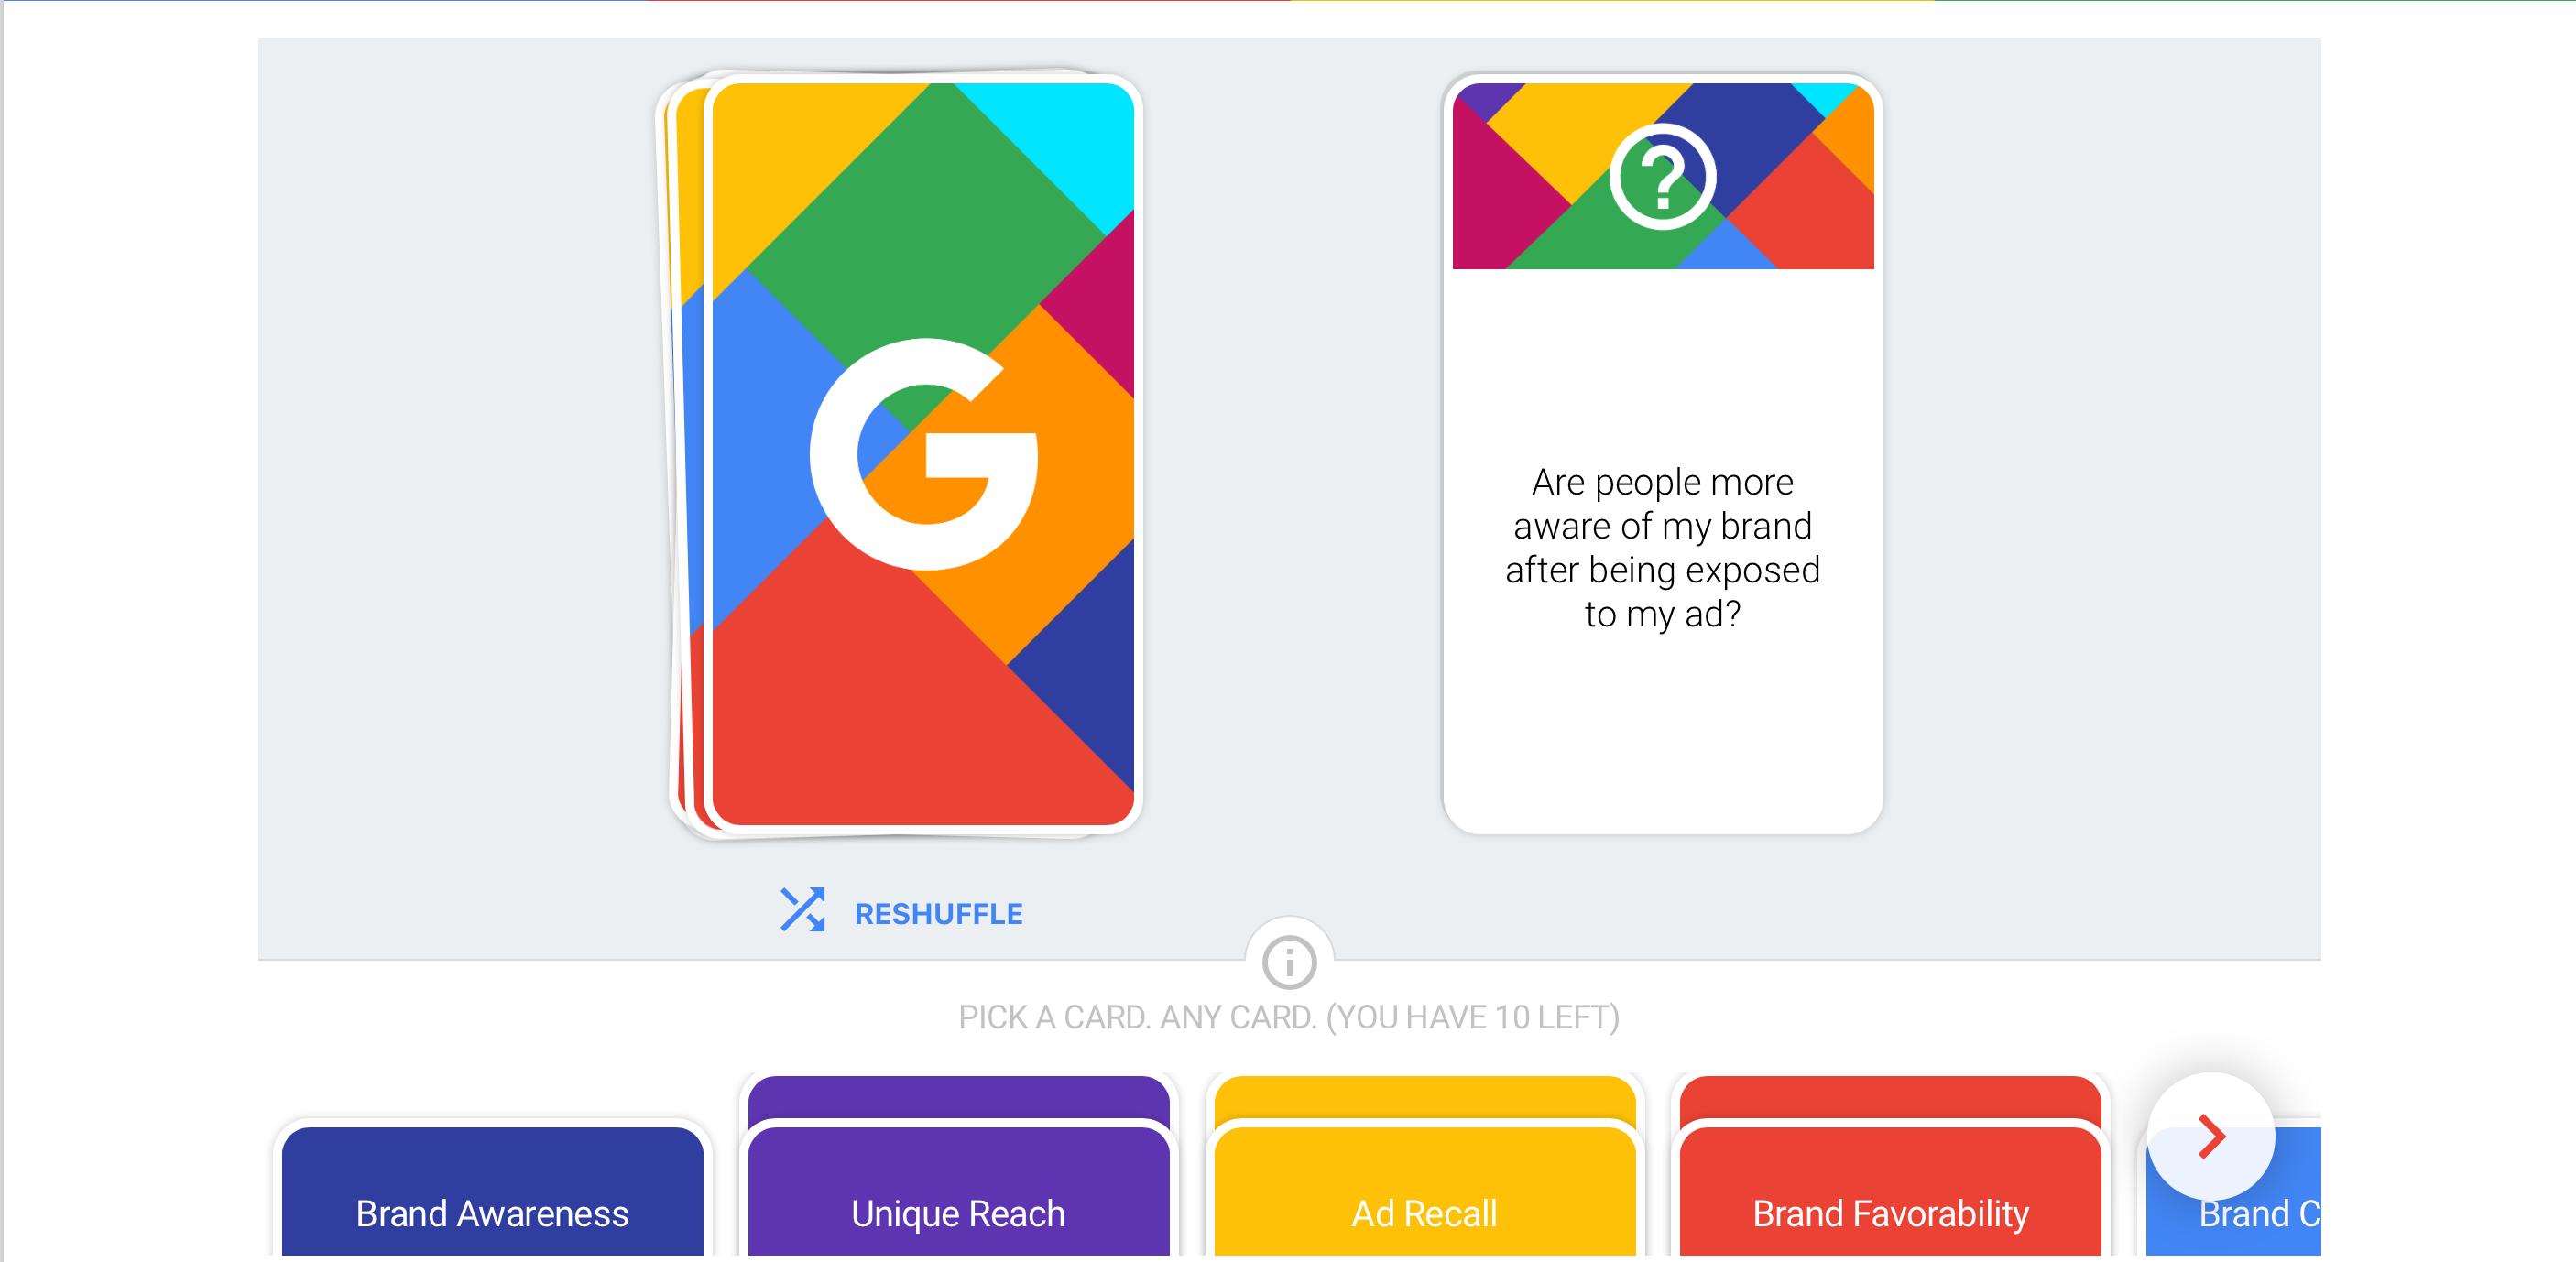 G
?
Are people more
aware of my brand
after being exposed
to my ad?
RESHUFFLE
i
PICK A CARD. ANY CARD. (YOU HAVE 10 LEFT)
Brand Awareness
Unique Reach
Ad Recall
Brand Favorability
Brand C